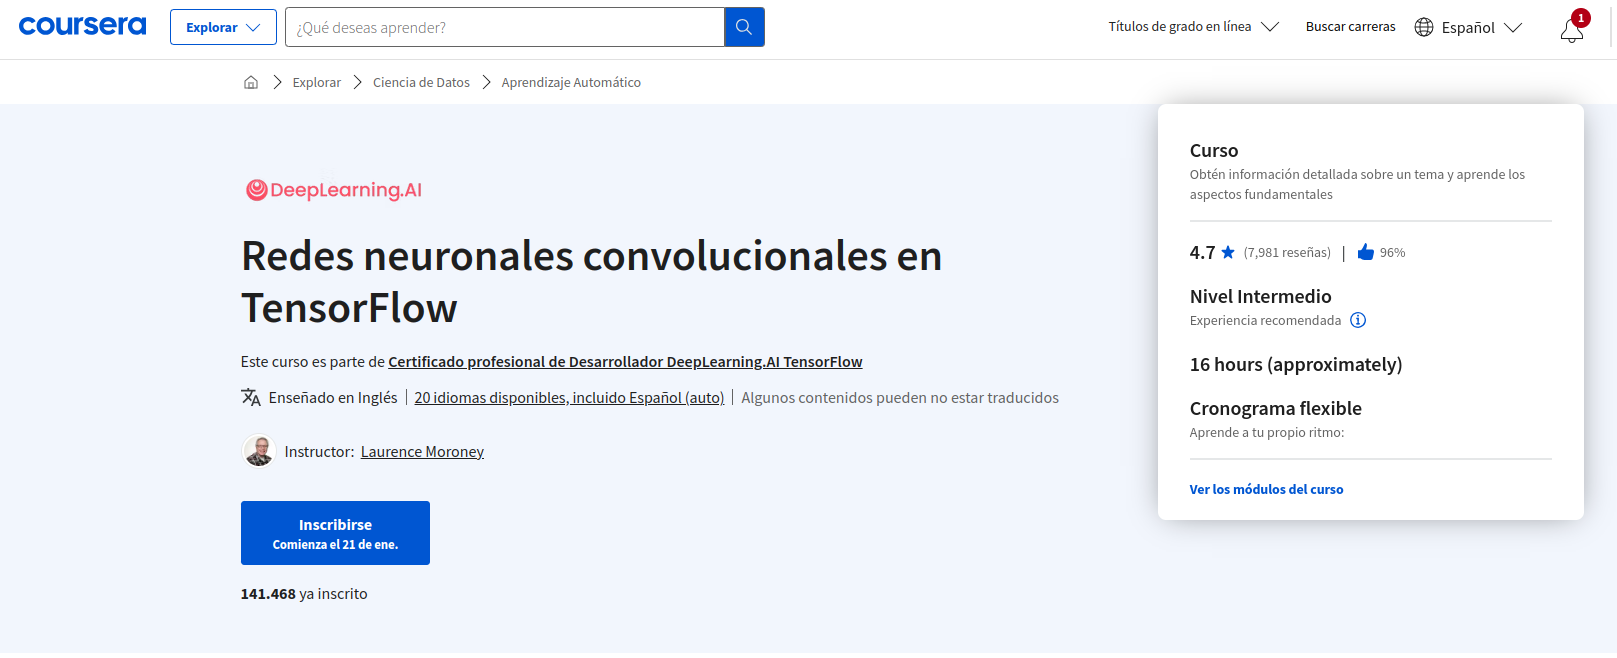 coursera
Explorar
¿Qué deseas aprender?
Títulos de grado en línea
Buscar carreras
Español
1
Explorar
Ciencia de Datos
Aprendizaje Automático
DeepLearning.AI
Redes neuronales convolucionales en
TensorFlow
Este curso es parte de Certificado profesional de Desarrollador DeepLearning.AI TensorFlow
Enseñado en Inglés | 20 idiomas disponibles, incluido Español (auto) | Algunos contenidos pueden no estar traducidos
Instructor: Laurence Moroney
Inscribirse
Comienza el 21 de ene.
141.468 ya inscrito
Curso
Obtén información detallada sobre un tema y aprende los
aspectos fundamentales
4.7 (7,981 reseñas) | 96%
Nivel Intermedio
Experiencia recomendada
16 hours (approximately)
Cronograma flexible
Aprende a tu propio ritmo:
Ver los módulos del curso